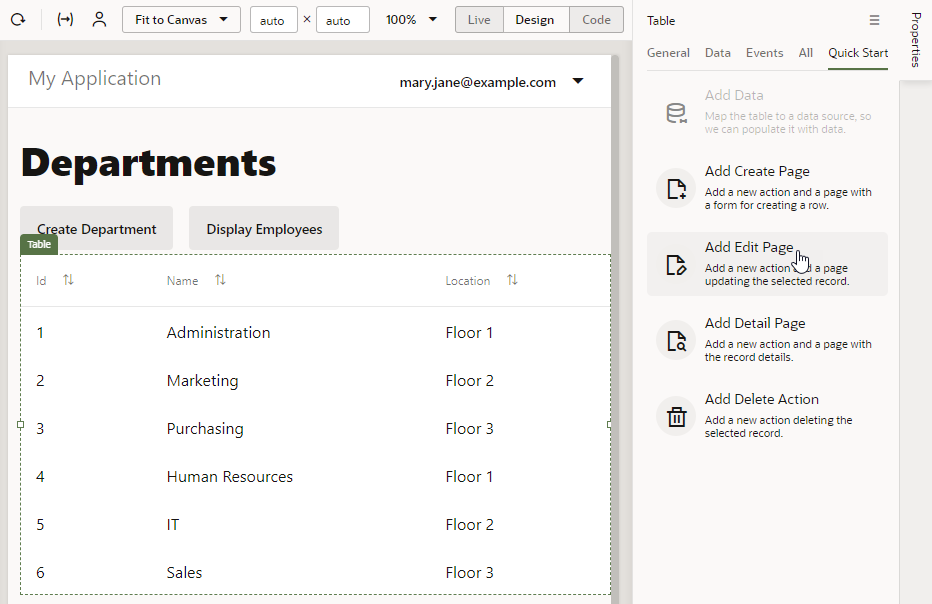 Fit to Canvas auto × auto 100% Live Design Code
My Application
mary.jane@example.com
Departments
Create Department Display Employees
Table
Id Name Location
1 Administration Floor 1
2 Marketing Floor 2
3 Purchasing Floor 3
4 Human Resources Floor 1
5 IT Floor 2
6 Sales Floor 3
Table
General Data Events All Quick Start
Add Data
Map the table to a data source, so
we can populate it with data.
Add Create Page
Add a new action and a page with
a form for creating a row.
Add Edit Page
Add a new action and a page
updating the selected record.
Add Detail Page
Add a new action and a page with
the record details.
Add Delete Action
Add a new action deleting the
selected record.
Properties